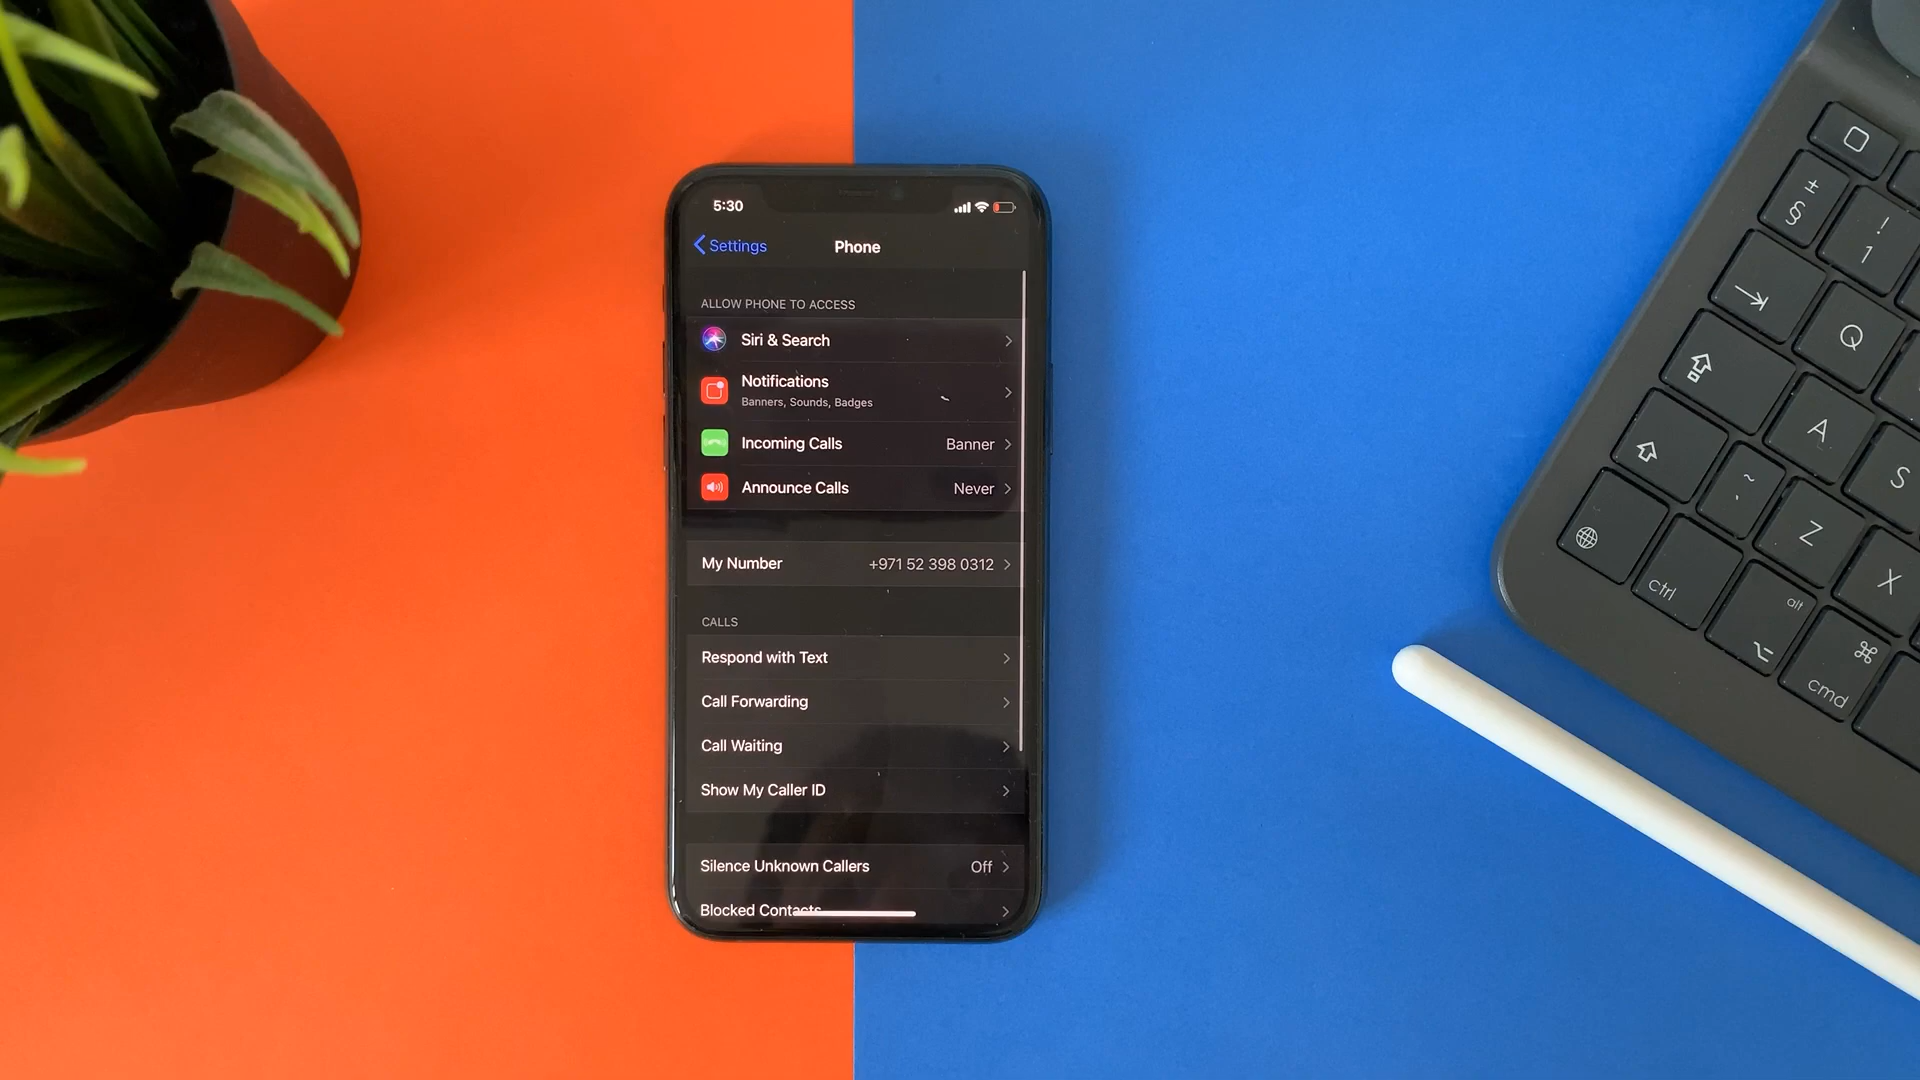 5:30
Settings
Phone
ALLOW PHONE TO ACCESS
Siri & Search
Notifications
Banners, Sounds, Badges
Incoming Calls Banner
Announce Calls Never
My Number +971 52 398 0312
CALLS
Respond with Text
Call Forwarding
Call Waiting
Show My Caller ID
Silence Unknown Callers Off
Blocked Contacts
±
§
!
1
Q
A
S
~
Z
X
ctrl
alt
cmd